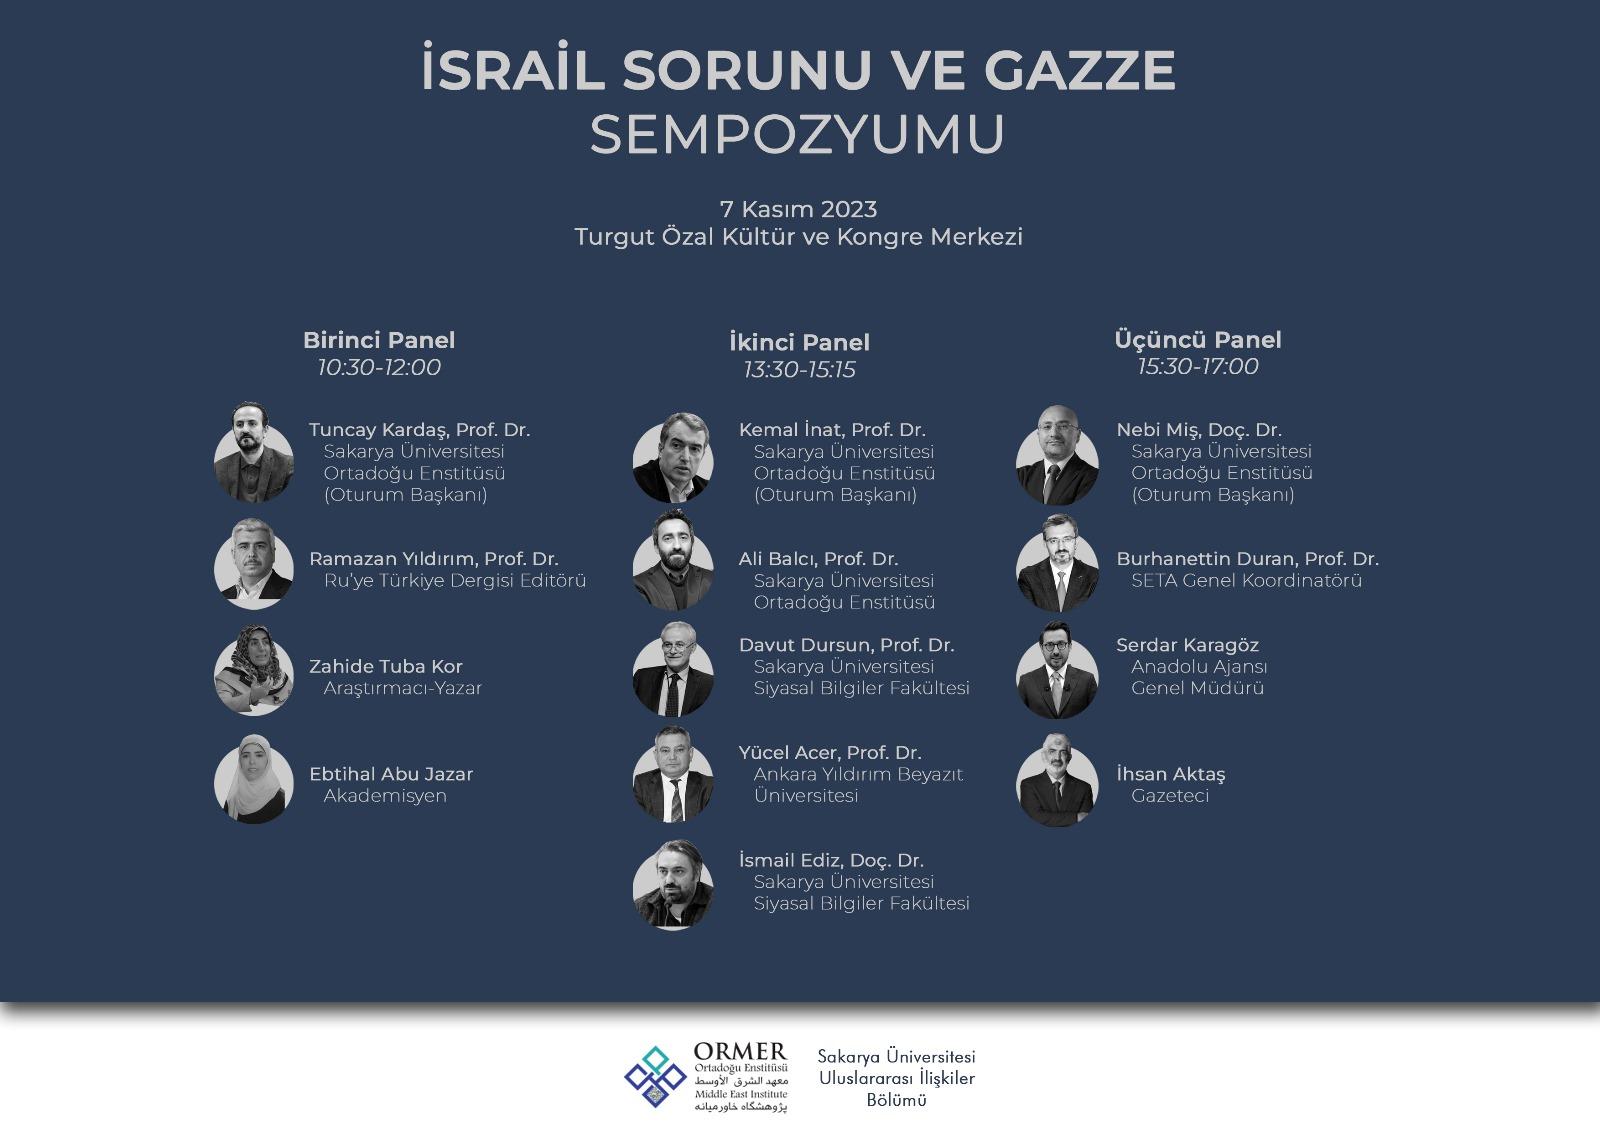 İSRAİL SORUNU VE GAZZE
SEMPOZYUMU
7 Kasım 2023
Turgut Özal Kültür ve Kongre Merkezi
Birinci Panel
10:30-12:00
Tuncay Kardaş, Prof. Dr.
Sakarya Üniversitesi
Ortadoğu Enstitüsü
(Oturum Başkanı)
Ramazan Yıldırım, Prof. Dr.
Ru'ye Türkiye Dergisi Editörü
Zahide Tuba Kor
Araştırmacı-Yazar
Ebtihal Abu Jazar
Akademisyen
İkinci Panel
13:30-15:15
Kemal İnat, Prof. Dr.
Sakarya Üniversitesi
Ortadoğu Enstitüsü
(Oturum Başkanı)
Ali Balcı, Prof. Dr.
Sakarya Üniversitesi
Ortadoğu Enstitüsü
Davut Dursun, Prof. Dr.
Sakarya Üniversitesi
Siyasal Bilgiler Fakültesi
Yücel Acer, Prof. Dr.
Ankara Yıldırım Beyazıt
Üniversitesi
İsmail Ediz, Doç. Dr.
Sakarya Üniversitesi
Siyasal Bilgiler Fakültesi
Üçüncü Panel
15:30-17:00
Nebi Miş, Doç. Dr.
Sakarya Üniversitesi
Ortadoğu Enstitüsü
(Oturum Başkanı)
Burhanettin Duran, Prof. Dr.
SETA Genel Koordinatörü
Serdar Karagöz
Anadolu Ajansı
Genel Müdürü
İhsan Aktaş
Gazeteci
ORMER
Ortadoğu Enstitüsü
معهد الشرق الأوسط
Middle East Institute
پژوهشگاه خاورمیانه
Sakarya Üniversitesi
Uluslararası İlişkiler
Bölümü